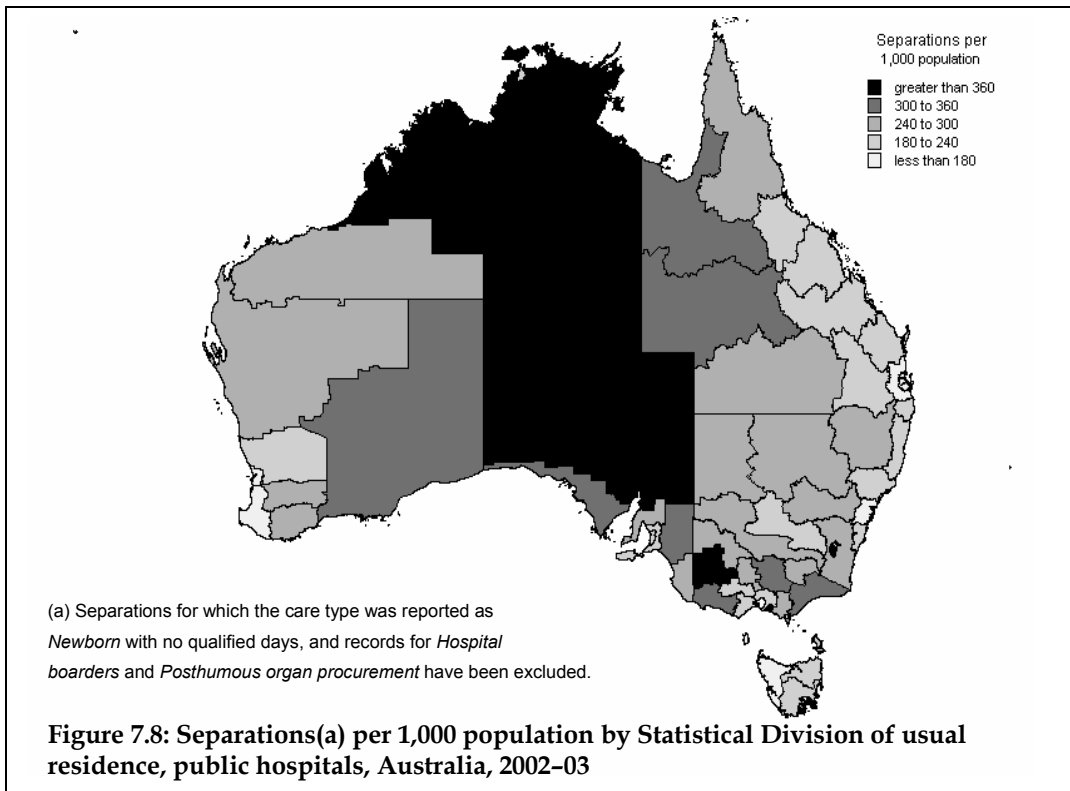 Separations per
1,000 population
greater than 360
300 to 360
240 to 300
180 to 240
less than 180
(a) Separations for which the care type was reported as
Newborn with no qualified days, and records for Hospital
boarders and Posthumous organ procurement have been excluded.
Figure 7.8: Separations(a) per 1,000 population by Statistical Division of usual
residence, public hospitals, Australia, 2002–03